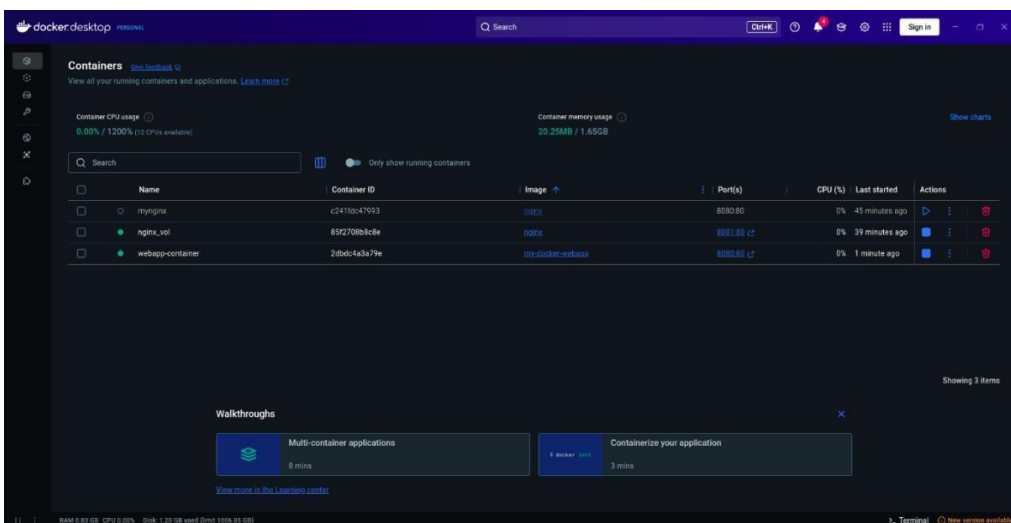 docker.desktop PERSONAL
Search Ctrl+K
4
Sign in
Containers Give feedback
View all your running containers and applications. Learn more
Container CPU usage
0.00% / 1200% (12 CPUs available)
Container memory usage
20.25MB / 1.65GB
Show charts
Search
Only show running containers
Name Container ID Image Port(s) CPU (%) Last started Actions
mynginx c241fdc47993 nginx 8080:80 0% 45 minutes ago
nginx_vol 85f2708b8c8e nginx 8081:80 0% 39 minutes ago
webapp-container 2dbdc4a3a79e my-docker-webapp 8080:80 0% 1 minute ago
Showing 3 items
Walkthroughs
Multi-container applications
8 mins
$ docker init
Containerize your application
3 mins
View more in the Learning center
RAM 0.83 GB CPU 0.00% Disk: 1.20 GB used (limit 1006.85 GB)
Terminal New version available